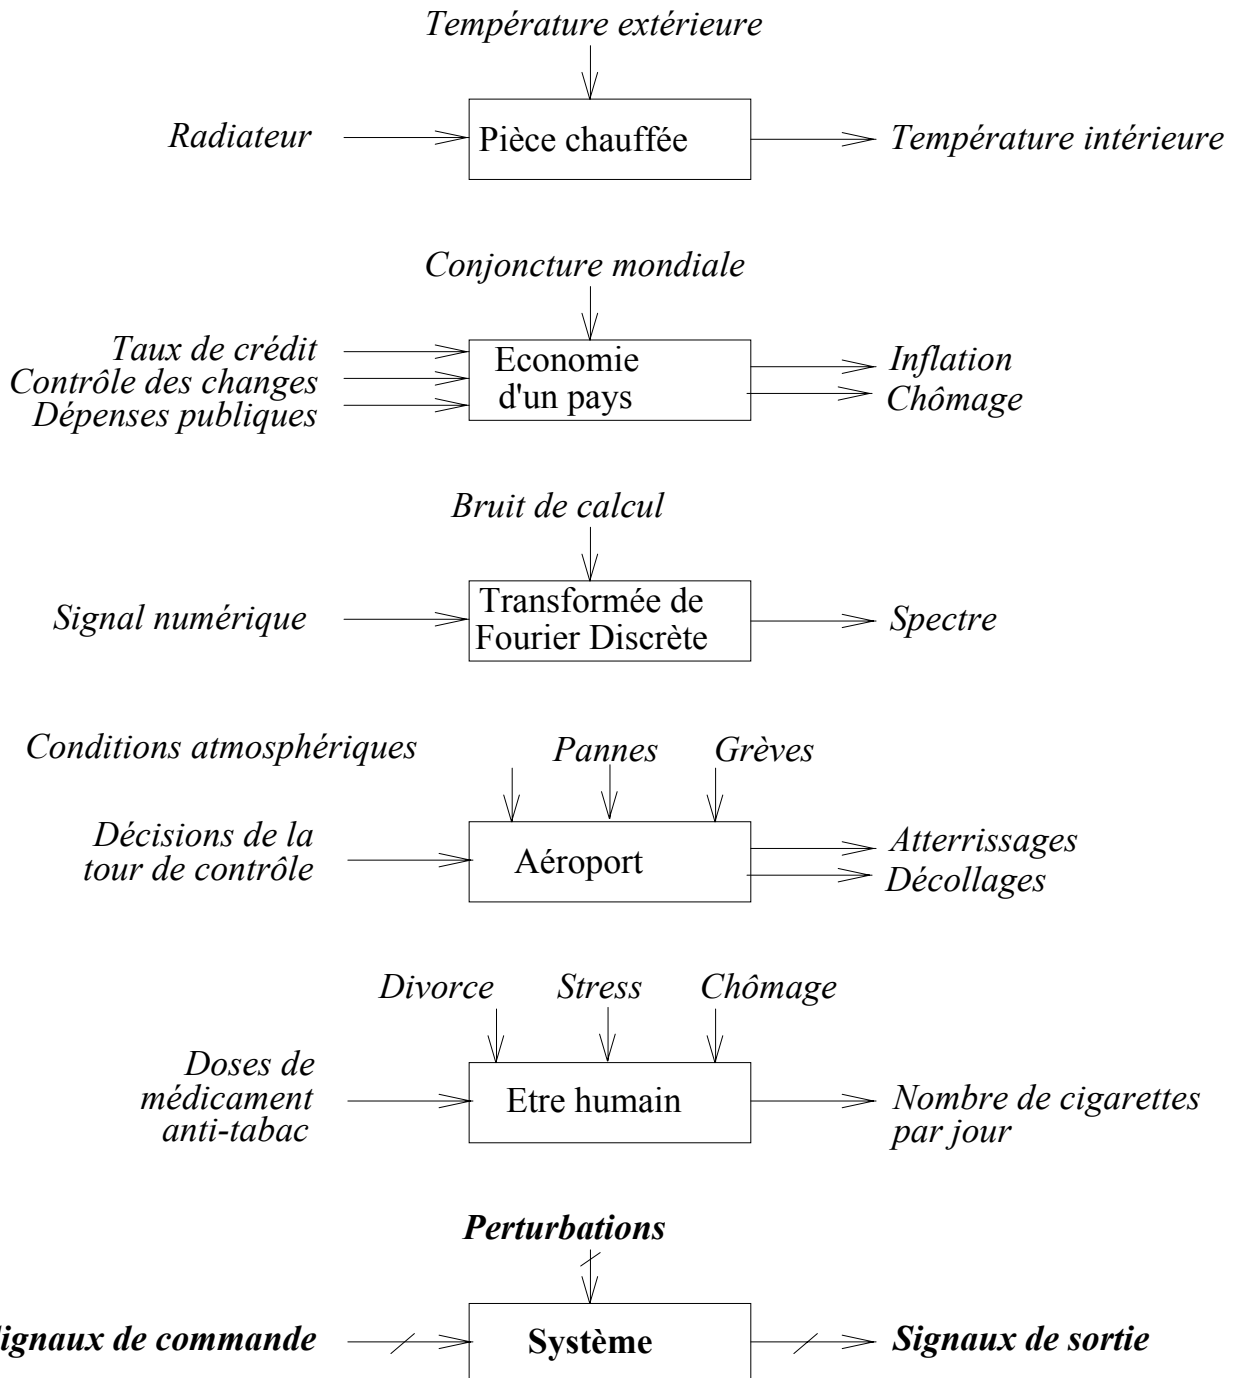 Température extérieure
Radiateur
Pièce chauffée
Température intérieure
Conjoncture mondiale
Taux de crédit
Contrôle des changes
Dépenses publiques
Economie
d'un pays
Inflation
Chômage
Bruit de calcul
Signal numérique
Transformée de
Fourier Discrète
Spectre
Conditions atmosphériques
Pannes
Grèves
Décisions de la
tour de contrôle
Aéroport
Atterrissages
Décollages
Divorce
Stress
Chômage
Doses de
médicament
anti-tabac
Etre humain
Nombre de cigarettes
par jour
Perturbations
Signaux de commande
Système
Signaux de sortie